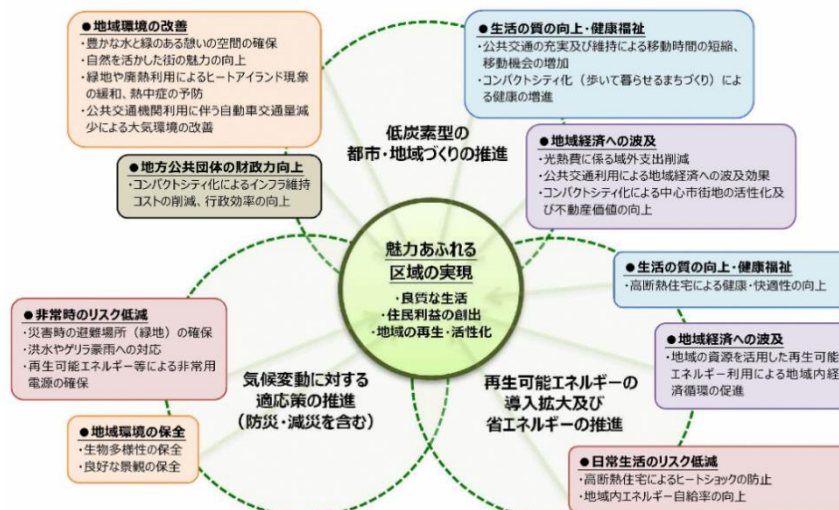 ●地域環境の改善
・豊かな水と緑のある憩いの空間の確保
・自然を活かした街の魅力の向上
・緑地や廃熱利用によるヒートアイランド現象
の緩和、熱中症の予防
・公共交通機関利用に伴う自動車交通量減
少による大気環境の改善
●地方公共団体の財政力向上
・コンパクトシティ化によるインフラ維持
コストの削減、行政効率の向上
低炭素型の
都市・地域づくりの推進
●生活の質の向上・健康福祉
・公共交通の充実及び維持による移動時間の短縮、
移動機会の増加
・コンパクトシティ化（歩いて暮らせるまちづくり）によ
る健康の増進
●地域経済への波及
・光熱費に係る域外支出削減
・公共交通利用による地域経済への波及効果
・コンパクトシティ化による中心市街地の活性化及
び不動産価値の向上
魅力あふれる
区域の実現
・良質な生活
・住民利益の創出
・地域の再生・活性化
●非常時のリスク低減
・災害時の避難場所（緑地）の確保
・洪水やゲリラ豪雨への対応
・再生可能エネルギー等による非常用
電源の確保
●地域環境の保全
・生物多様性の保全
・良好な景観の保全
気候変動に対する
適応策の推進
（防災・減災を含む）
再生可能エネルギーの
導入拡大及び
省エネルギーの推進
●生活の質の向上・健康福祉
・高断熱住宅による健康・快適性の向上
●地域経済への波及
・地域の資源を活用した再生可能
エネルギー利用による地域内経
済循環の促進
●日常生活のリスク低減
・高断熱住宅によるヒートショックの防止
・地域内エネルギー自給率の向上